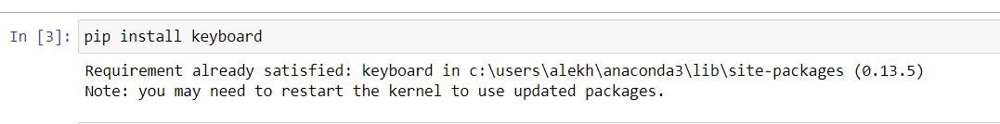 In [3]: pip install keyboard
Requirement already satisfied: keyboard in c:\users\alekh\anaconda3\lib\site-packages (0.13.5)
Note: you may need to restart the kernel to use updated packages.